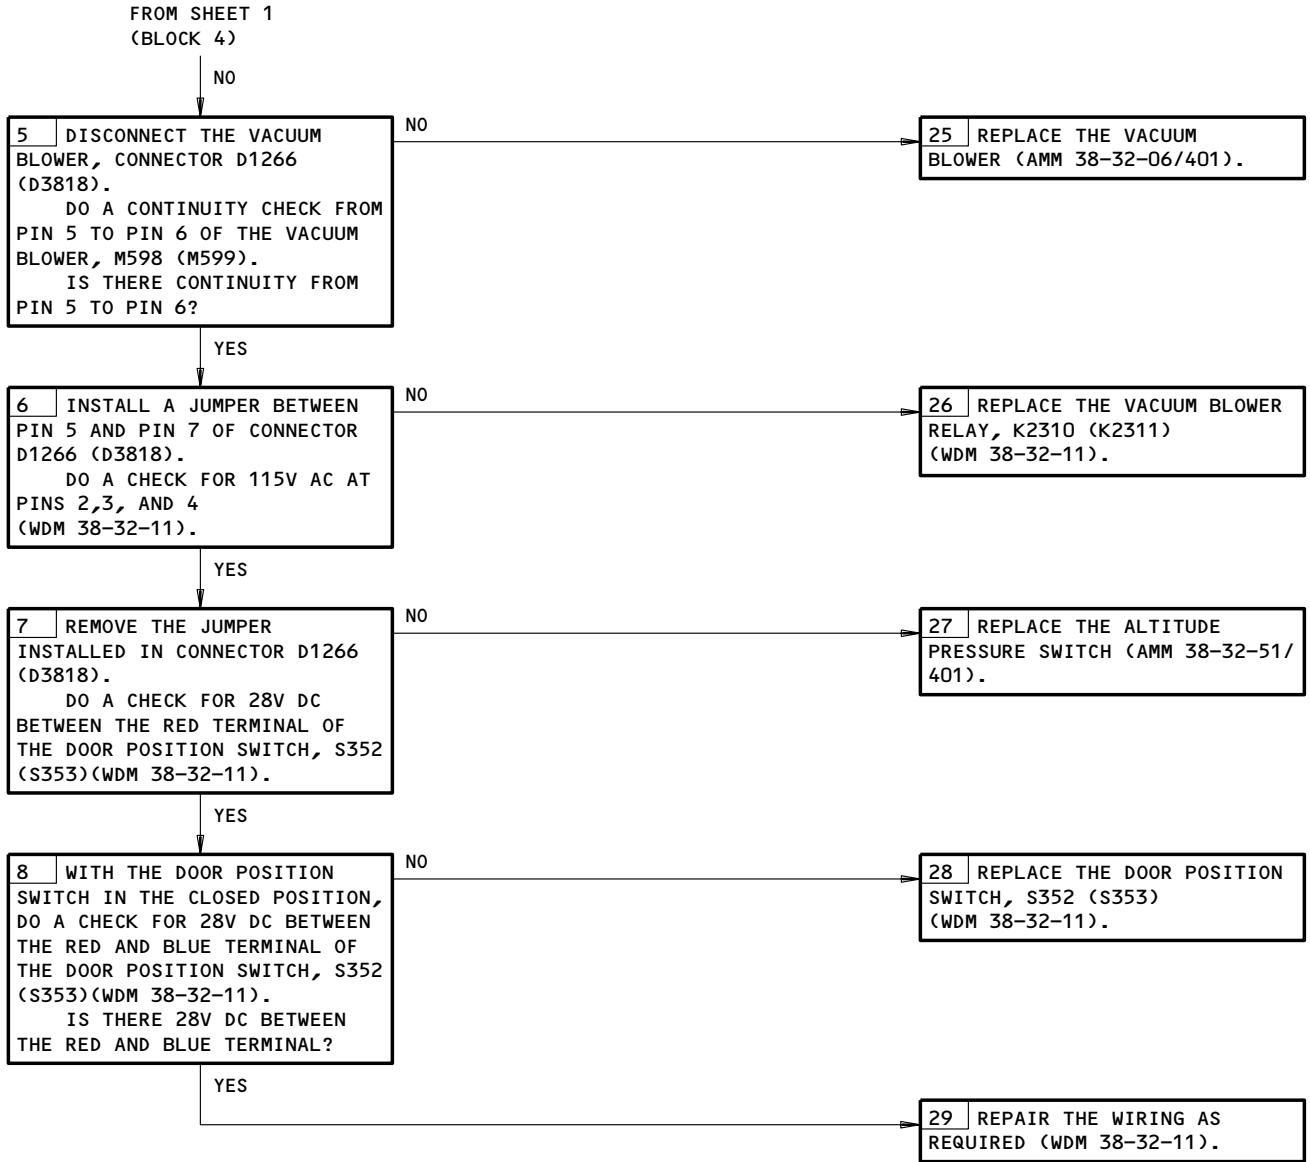 FROM SHEET 1
(BLOCK 4)
NO
5 DISCONNECT THE VACUUM
BLOWER, CONNECTOR D1266
(D3818).
DO A CONTINUITY CHECK FROM
PIN 5 TO PIN 6 OF THE VACUUM
BLOWER, M598 (M599).
IS THERE CONTINUITY FROM
PIN 5 TO PIN 6?
NO
25 REPLACE THE VACUUM
BLOWER (AMM 38-32-06/401).
YES
6 INSTALL A JUMPER BETWEEN
PIN 5 AND PIN 7 OF CONNECTOR
D1266 (D3818).
DO A CHECK FOR 115V AC AT
PINS 2,3, AND 4
(WDM 38-32-11).
NO
26 REPLACE THE VACUUM BLOWER
RELAY, K2310 (K2311)
(WDM 38-32-11).
YES
7 REMOVE THE JUMPER
INSTALLED IN CONNECTOR D1266
(D3818).
DO A CHECK FOR 28V DC
BETWEEN THE RED TERMINAL OF
THE DOOR POSITION SWITCH, S352
(S353)(WDM 38-32-11).
NO
27 REPLACE THE ALTITUDE
PRESSURE SWITCH (AMM 38-32-51/
401).
YES
8 WITH THE DOOR POSITION
SWITCH IN THE CLOSED POSITION,
DO A CHECK FOR 28V DC BETWEEN
THE RED AND BLUE TERMINAL OF
THE DOOR POSITION SWITCH, S352
(S353)(WDM 38-32-11).
IS THERE 28V DC BETWEEN
THE RED AND BLUE TERMINAL?
NO
28 REPLACE THE DOOR POSITION
SWITCH, S352 (S353)
(WDM 38-32-11).
YES
29 REPAIR THE WIRING AS
REQUIRED (WDM 38-32-11).